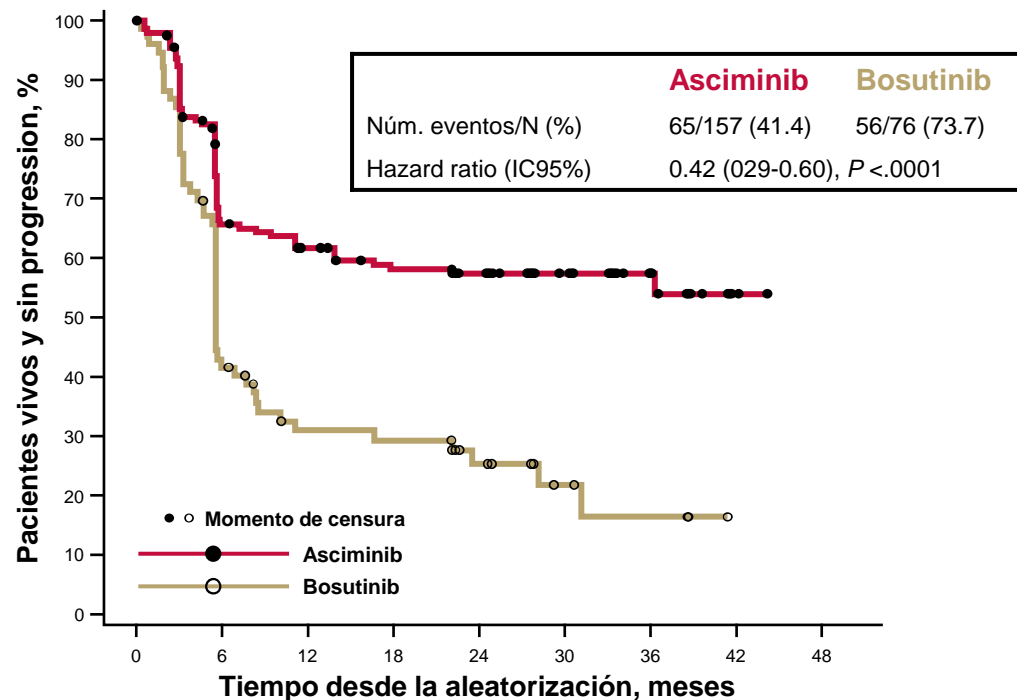 Asciminib Bosutinib
Núm. eventos/N (%) 65/157 (41.4) 56/76 (73.7)
Hazard ratio (IC95%) 0.42 (029-0.60), P <.0001
Pacientes vivos y sin progression, %
100
90
80
70
60
50
40
30
20
10
0
Momento de censura
Asciminib
Bosutinib
0 6 12 18 24 30 36 42 48
Tiempo desde la aleatorización, meses